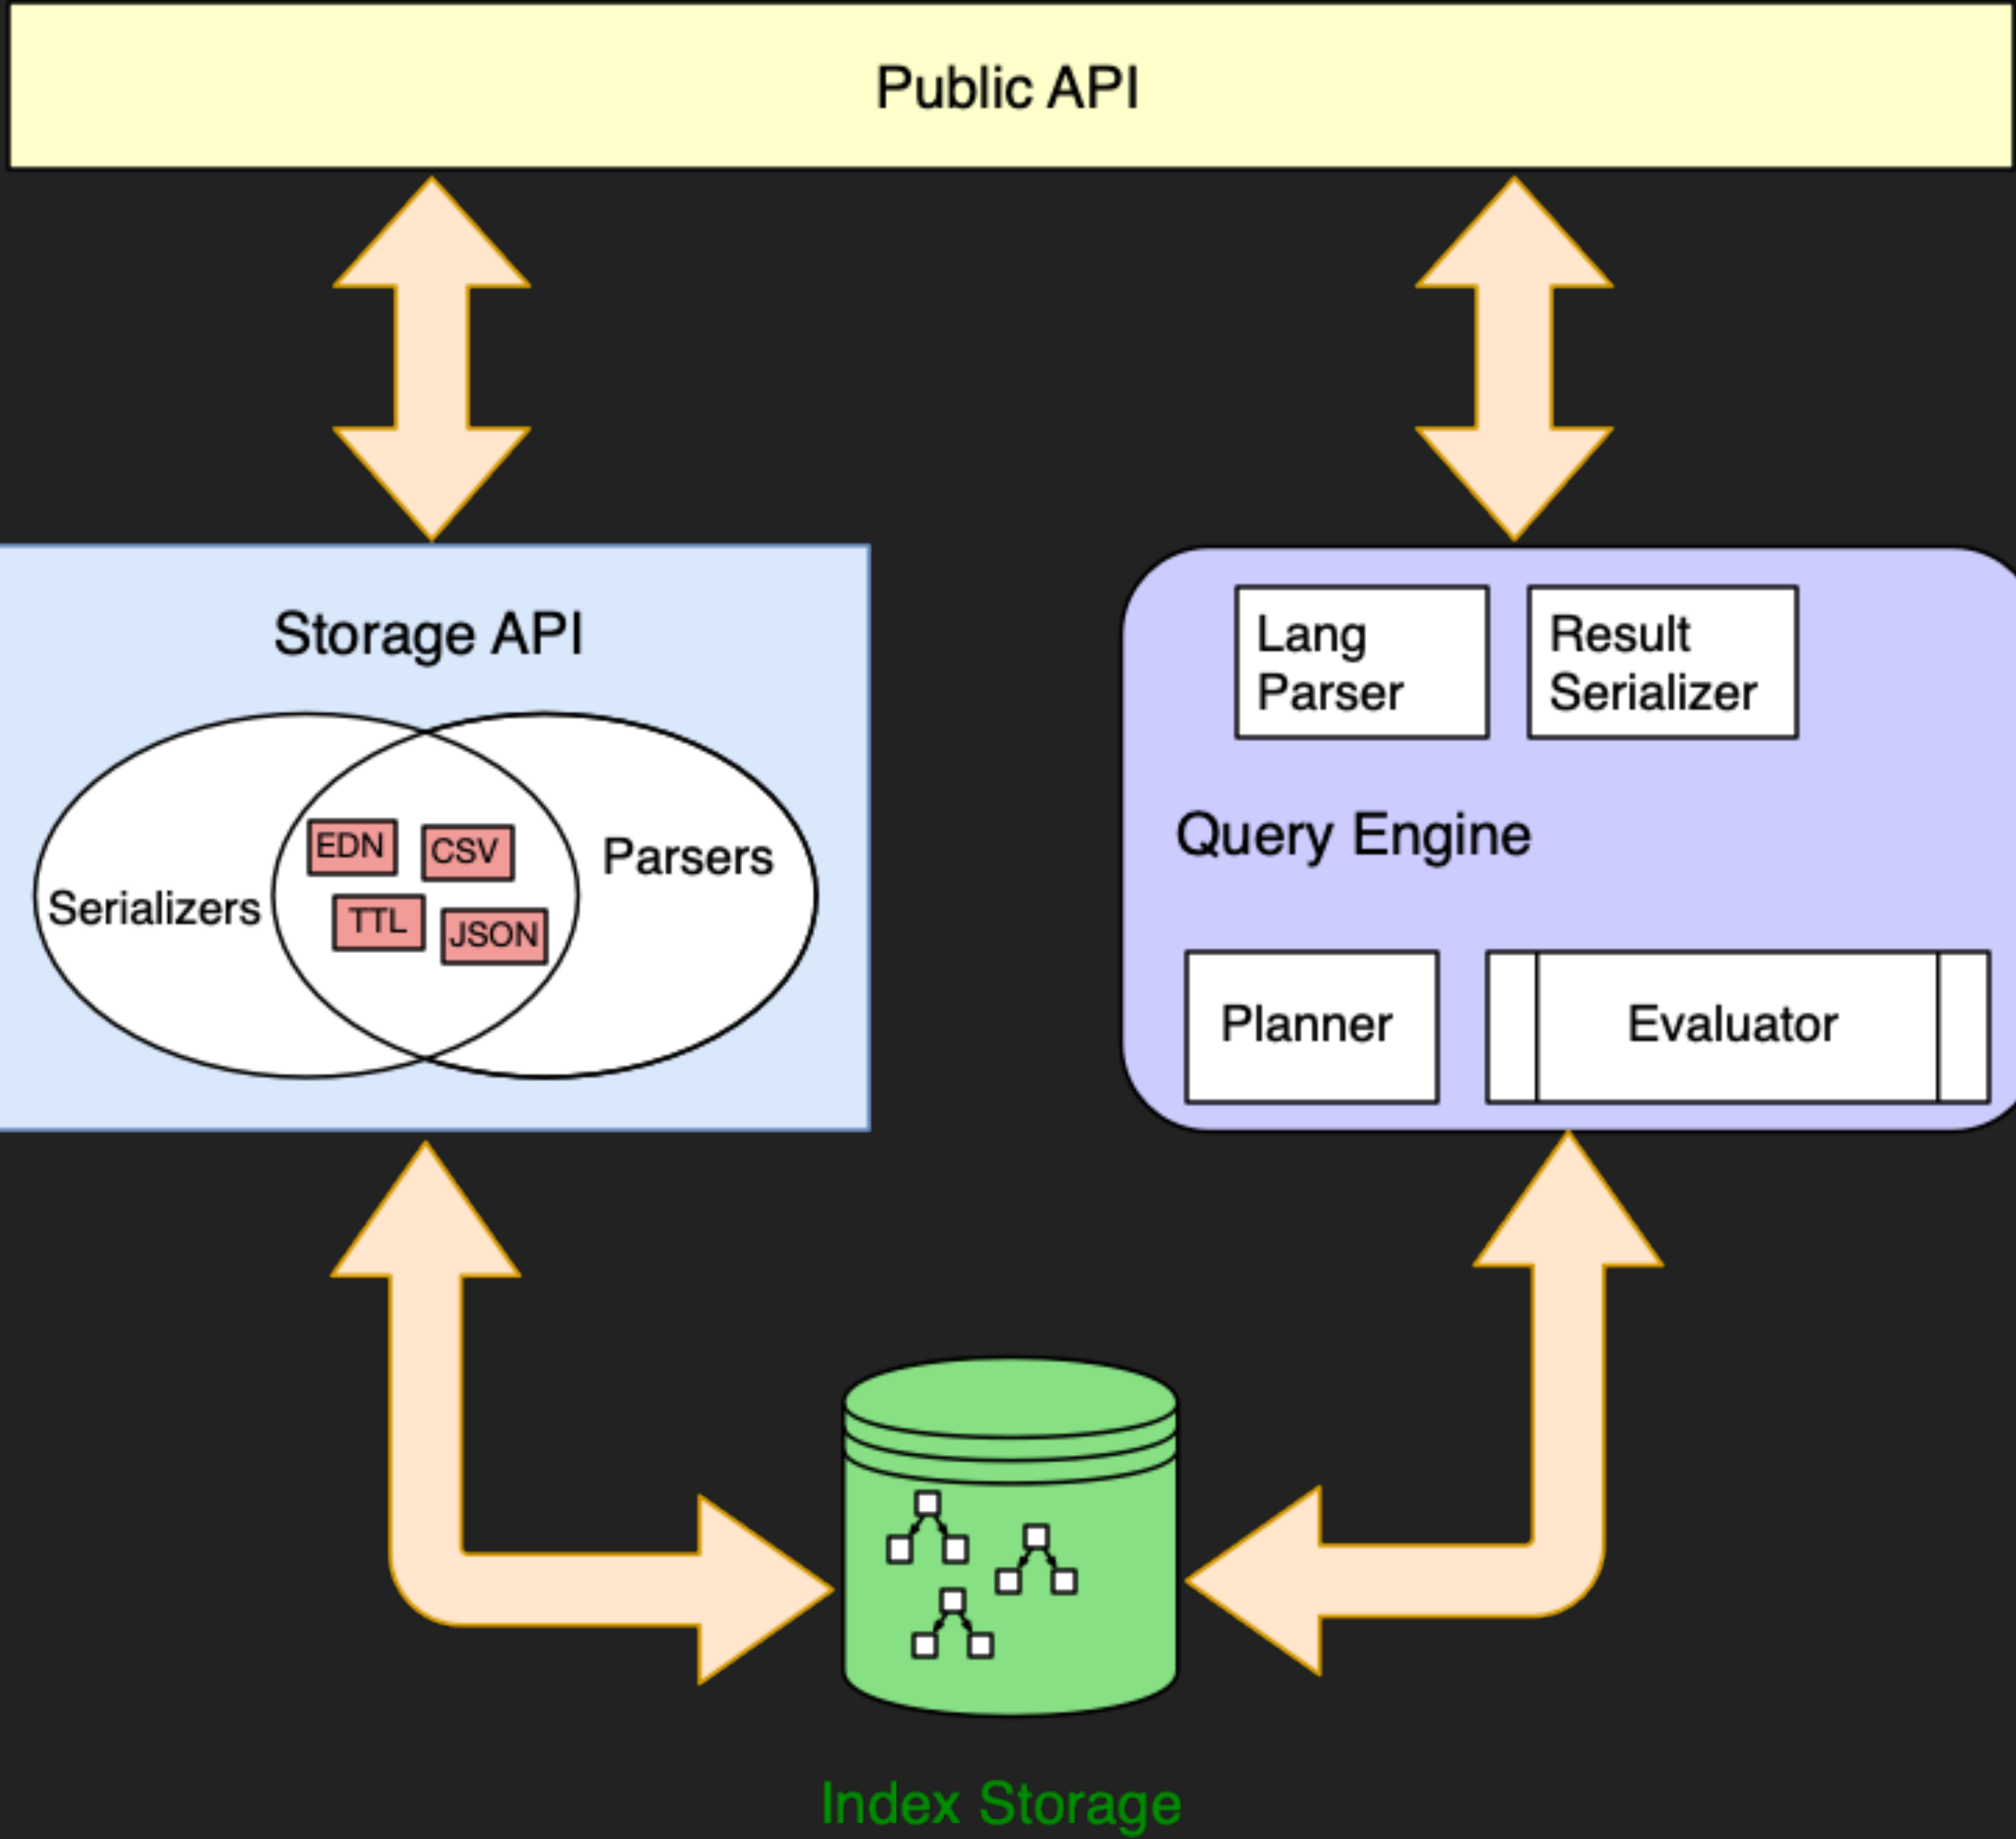 Public API
Storage API
Serializers
EDN
CSV
TTL
JSON
Parsers
Lang
Parser
Result
Serializer
Query Engine
Planner
Evaluator
Index Storage